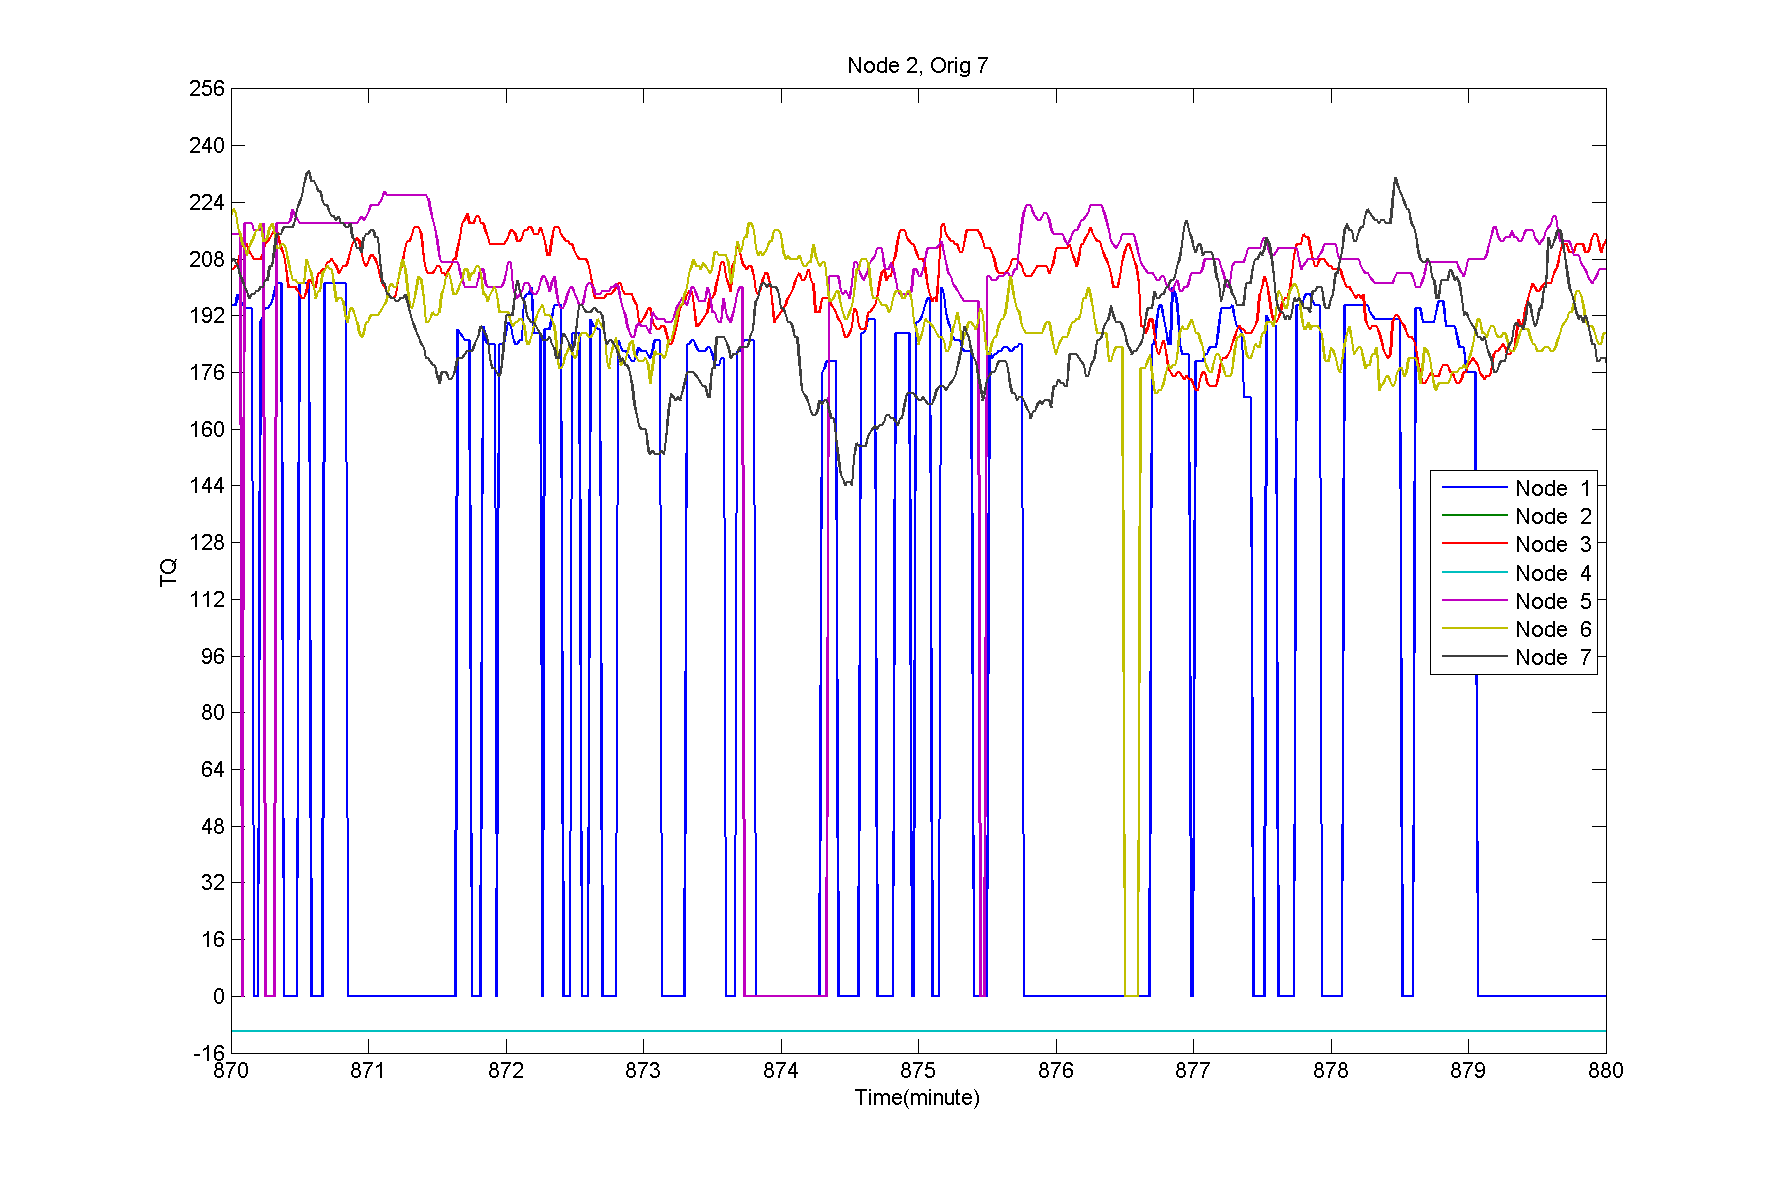 Node 2, Orig 7
256
240
224
208
192
176
160
144
128
112
96
80
64
48
32
16
0
-16
TQ
Node 1
Node 2
Node 3
Node 4
Node 5
Node 6
Node 7
870 871 872 873 874 875 876 877 878 879 880
Time(minute)